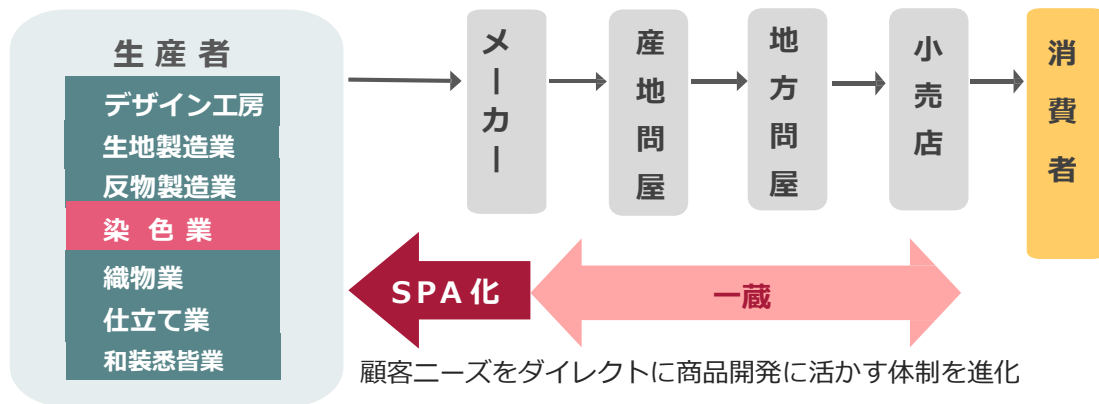 生産者
デザイン工房
生地製造業
反物製造業
染色業
織物業
仕立て業
和装悉皆業
メーカー
産地問屋
地方問屋
小売店
消費者
SPA化
一蔵
顧客ニーズをダイレクトに商品開発に活かす体制を進化